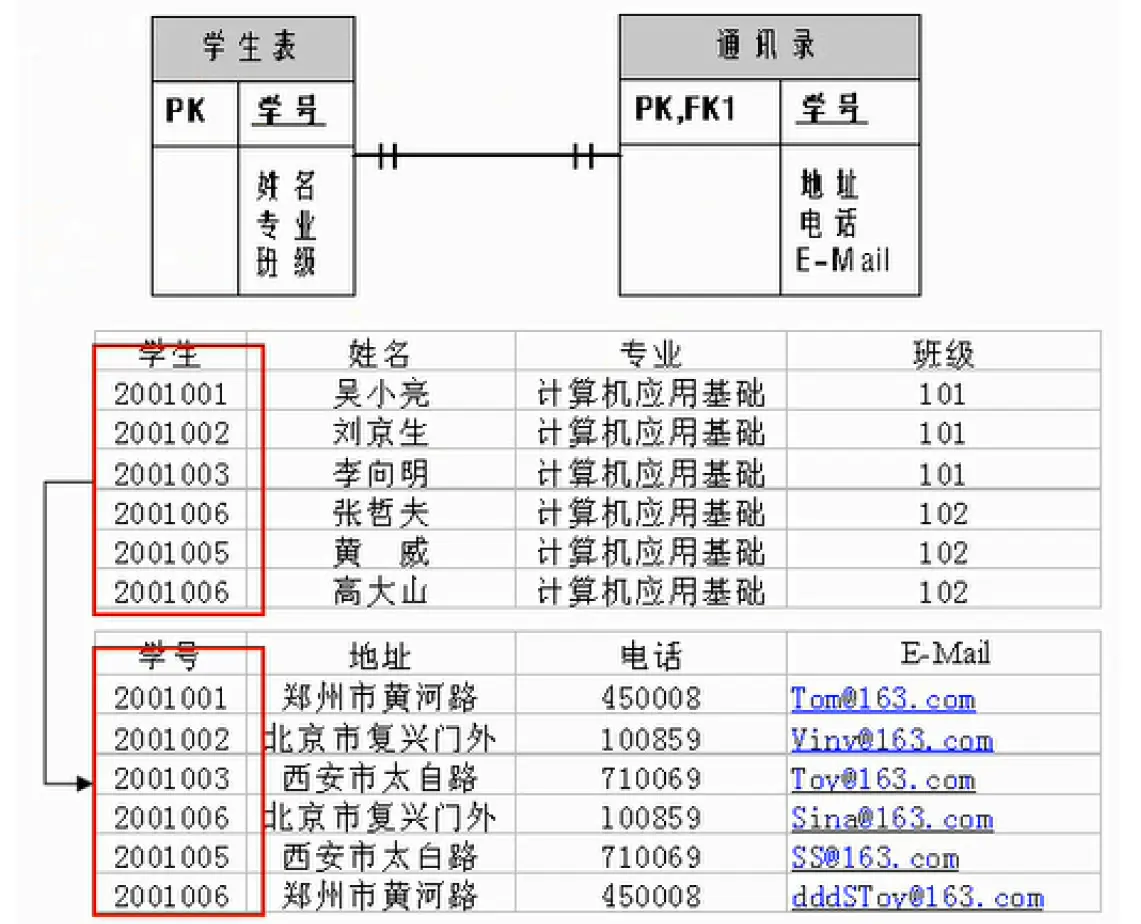 学生表
PK 学号
姓名
专业
班级
通讯录
PK,FK1 学号
地址
电话
E-Mail
学生 姓名 专业 班级
2001001 吴小亮 计算机应用基础 101
2001002 刘京生 计算机应用基础 101
2001003 李向明 计算机应用基础 101
2001006 张哲夫 计算机应用基础 102
2001005 黄 威 计算机应用基础 102
2001006 高大山 计算机应用基础 102
学号 地址 电话 E-Mail
2001001 郑州市黄河路 450008 Tom@163.com
2001002 北京市复兴门外 100859 Yinv@163.com
2001003 西安市太白路 710069 Tov@163.com
2001006 北京市复兴门外 100859 Sina@163.com
2001005 西安市太白路 710069 SS@163.com
2001006 郑州市黄河路 450008 dddSTov@163.com